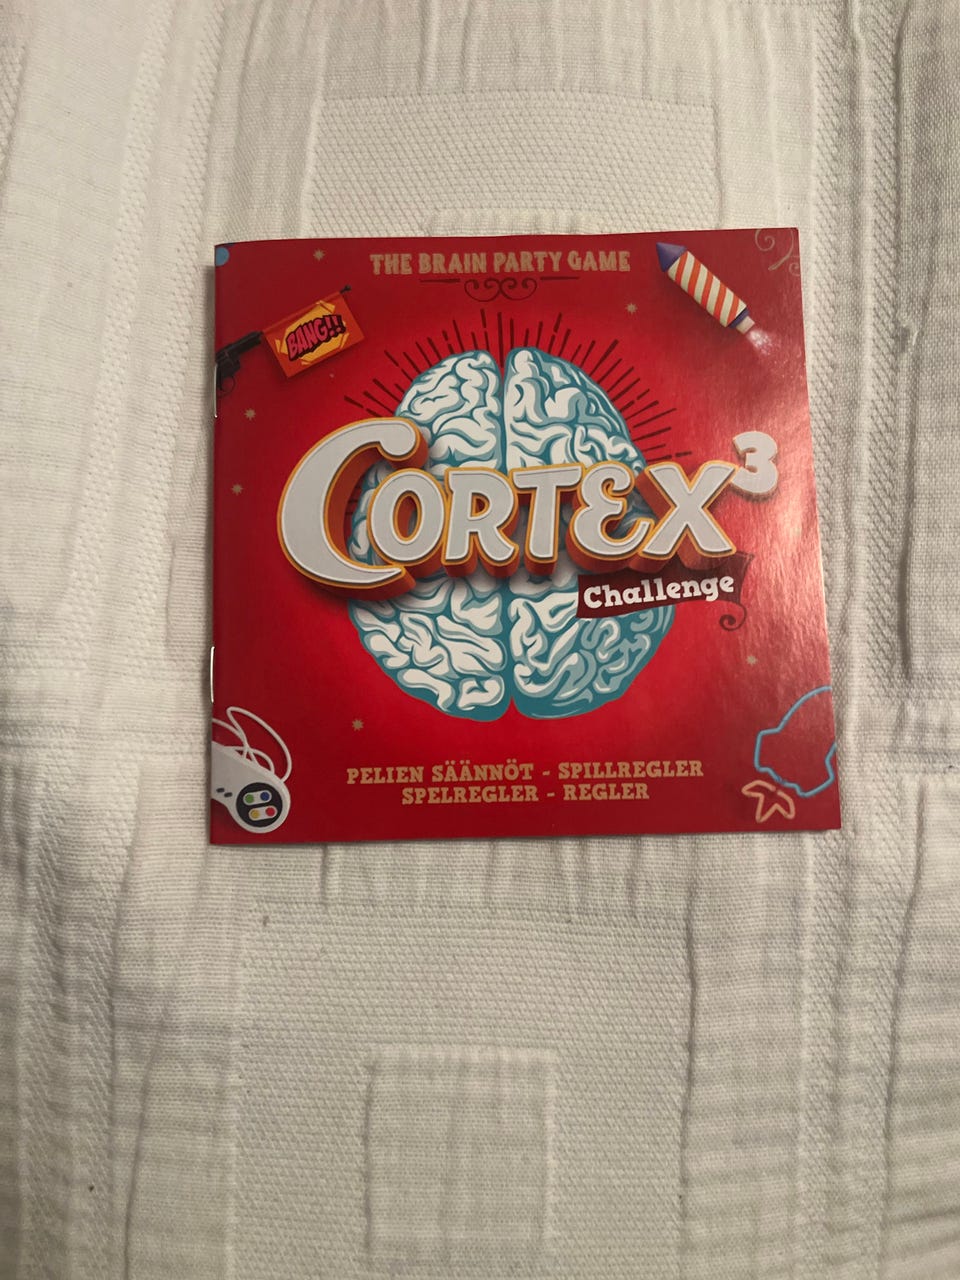 THE BRAIN PARTY GAME
BANG!!
CORTEX³
Challenge
PELIEN SÄÄNNÖT - SPILLREGLER
SPELREGLER - REGLER